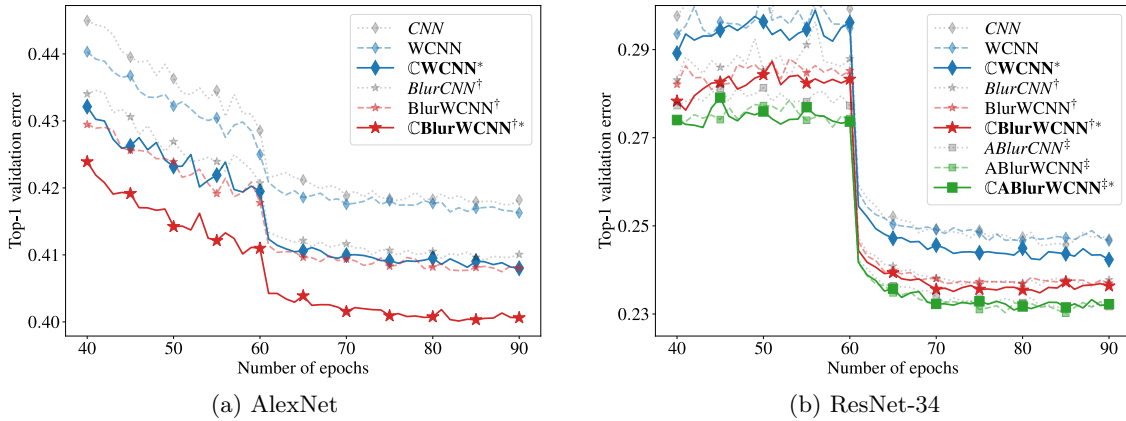 Top-1 validation error
0.44
0.43
0.42
0.41
0.40
CNN
WCNN
ℂWCNN*
BlurCNN†
BlurWCNN†
ℂBlurWCNN†*
40 50 60 70 80 90
Number of epochs
(a) AlexNet
Top-1 validation error
0.29
0.27
0.25
0.23
CNN
WCNN
ℂWCNN*
BlurCNN†
BlurWCNN†
ℂBlurWCNN†*
ABlurCNN‡
ABlurWCNN‡
ℂABlurWCNN‡*
40 50 60 70 80 90
Number of epochs
(b) ResNet-34